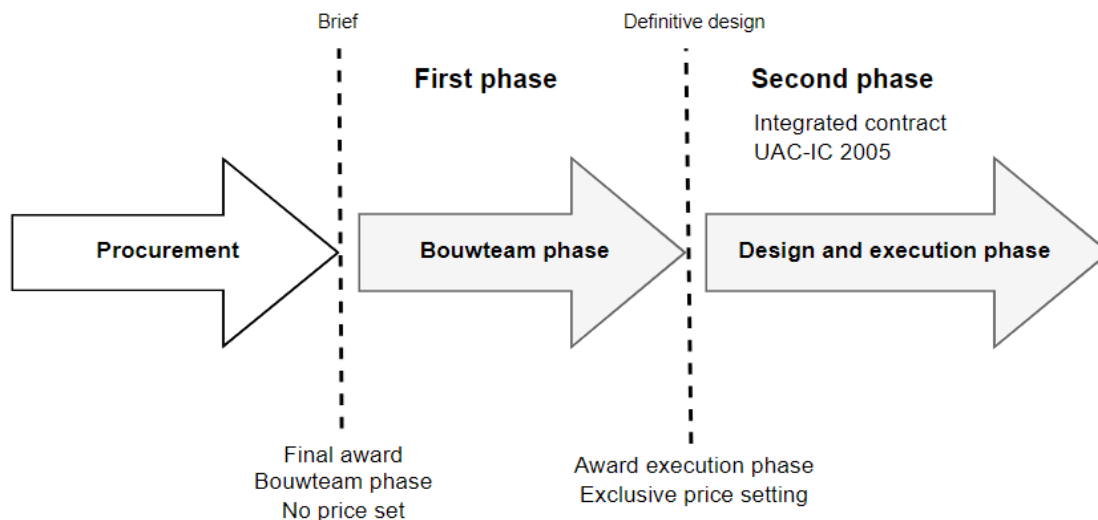 Brief
Definitive design
First phase
Second phase
Integrated contract
UAC-IC 2005
Procurement
Bouwteam phase
Design and execution phase
Final award
Bouwteam phase
No price set
Award execution phase
Exclusive price setting